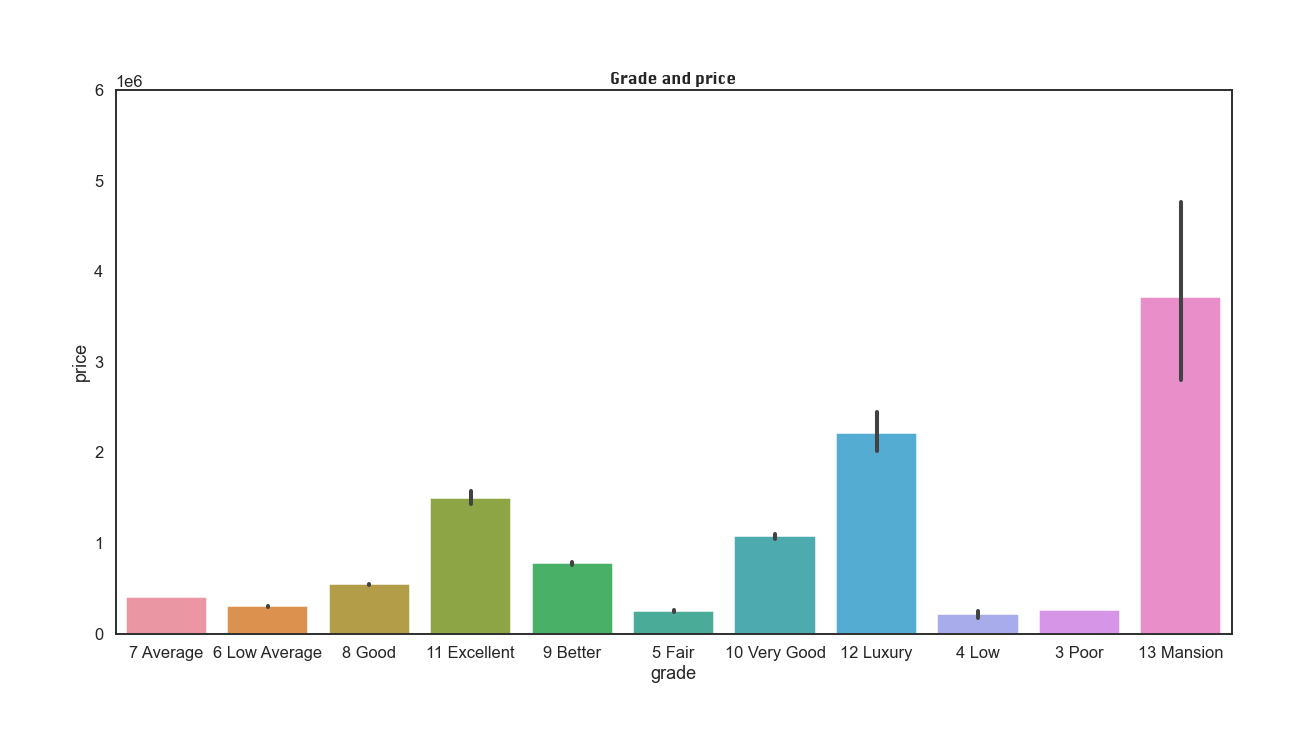 Grade and price
1e6
6
5
4
3
2
1
0
price
7 Average
6 Low Average
8 Good
11 Excellent
9 Better
5 Fair
10 Very Good
12 Luxury
4 Low
3 Poor
13 Mansion
grade